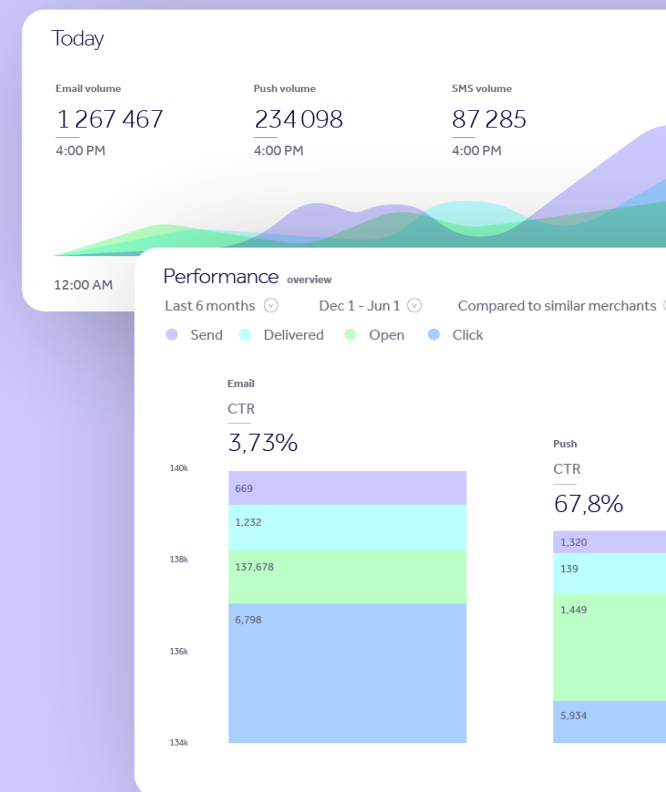 Today
Email volume Push volume SMS volume
1 267 467 234 098 87 285
4:00 PM 4:00 PM 4:00 PM
12:00 AM
Performance overview
Last 6 months Dec 1 - Jun 1 Compared to similar merchants
Send Delivered Open Click
Email
CTR
3,73%
140k
669
1,232
138k
137,678
6,798
136k
134k
Push
CTR
67,8%
1,320
139
1,449
5,934